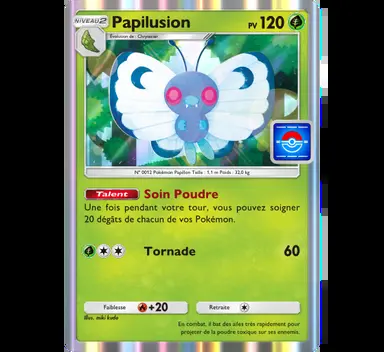 NIVEAU 2
Papilusion
PV 120
Évolution de : Chrysacier
N° 0012 Pokémon Papillon Taille : 1,1 m Poids : 32,0 kg
Talent Soin Poudre
Une fois pendant votre tour, vous pouvez soigner
20 dégâts de chacun de vos Pokémon.
Tornade 60
Faiblesse +20 Retraite
Illus. miki kudo
En combat, il bat des ailes très rapidement pour
projeter de la poudre toxique sur ses ennemis.